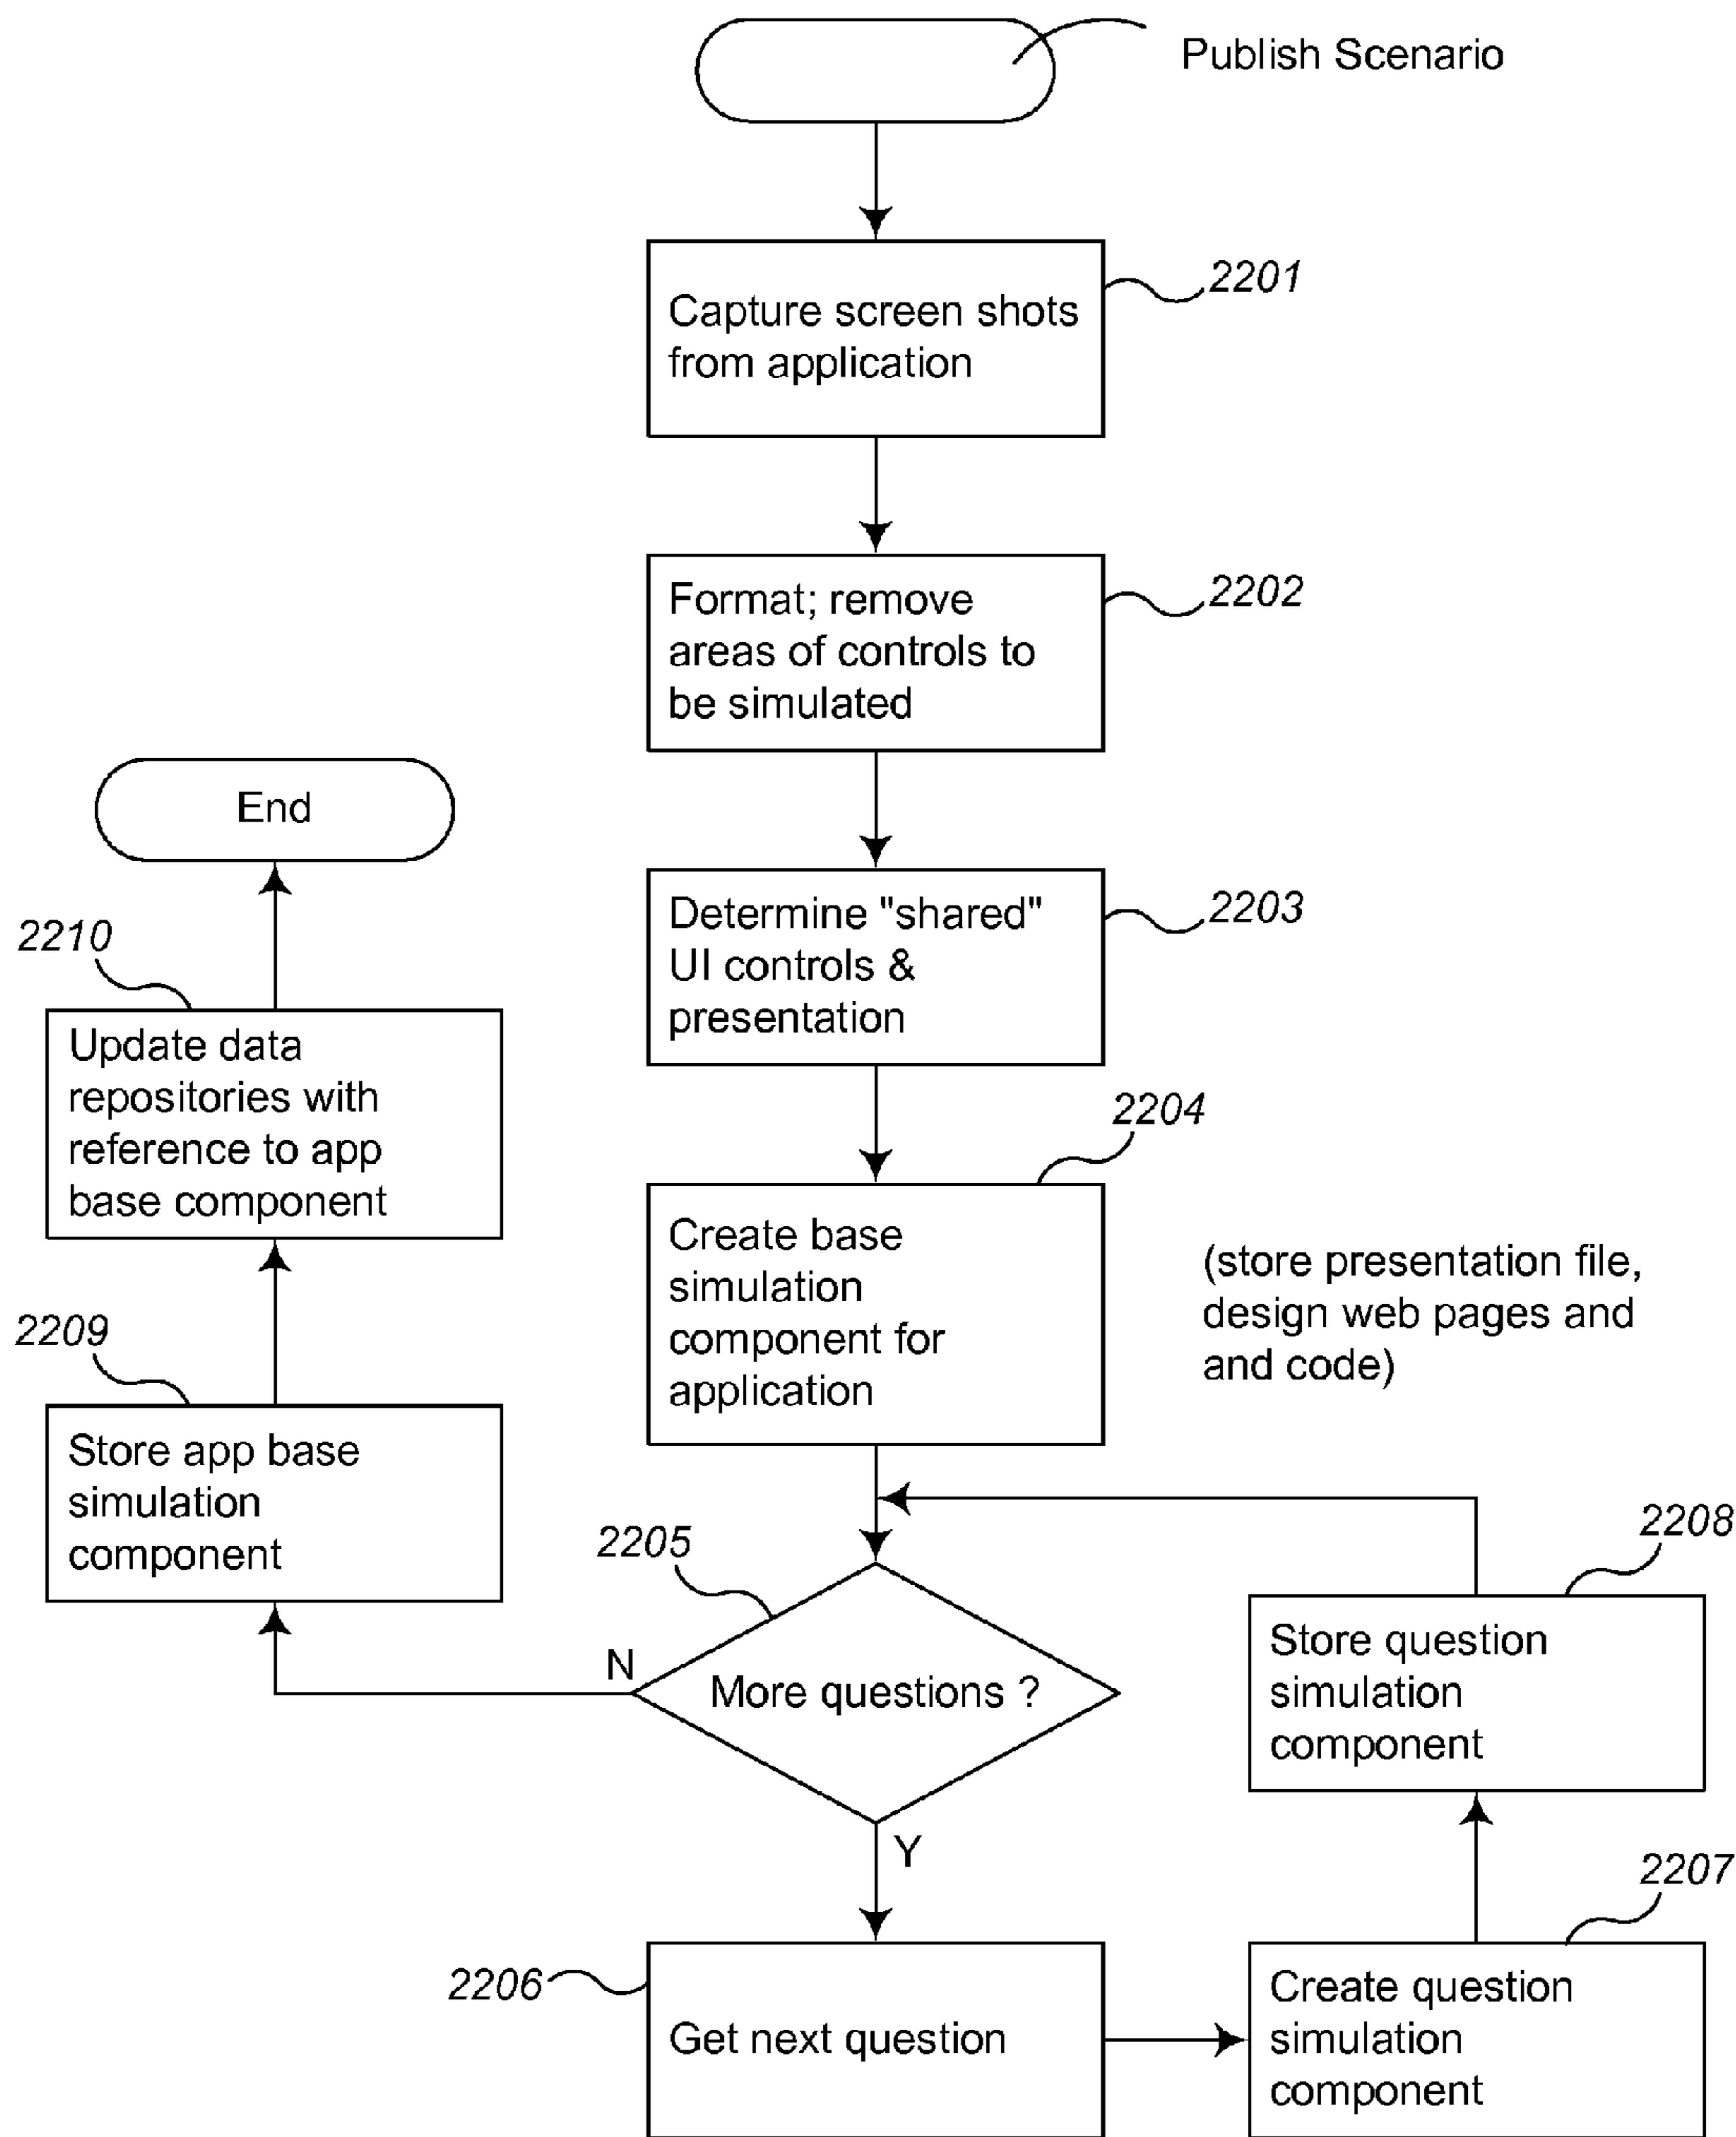 Publish Scenario
2201
Capture screen shots
from application
2202
Format; remove
areas of controls to
be simulated
End
2203
Determine "shared"
UI controls &
presentation
2210
Update data
repositories with
reference to app
base component
2204
Create base
simulation
component for
application
(store presentation file,
design web pages and
and code)
2209
Store app base
simulation
component
2205
N
More questions ?
Y
2208
Store question
simulation
component
2206
Get next question
2207
Create question
simulation
component